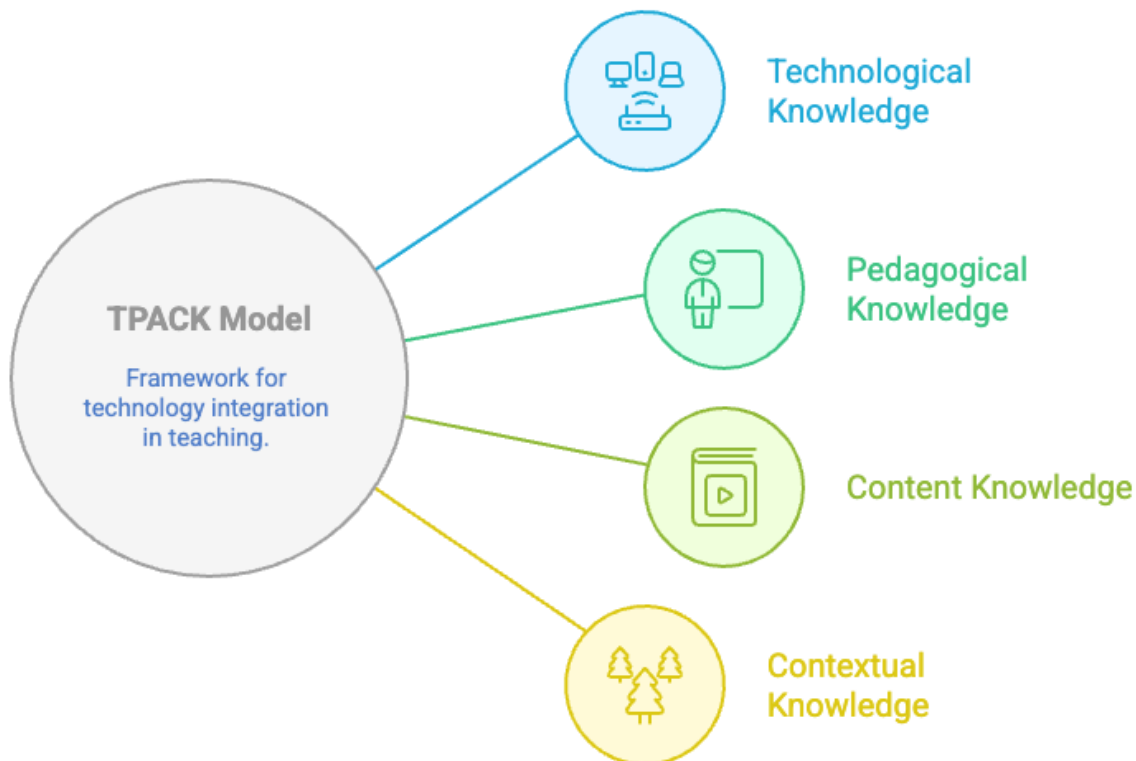 TPACK Model
Framework for
technology integration
in teaching.
Technological
Knowledge
Pedagogical
Knowledge
Content Knowledge
Contextual
Knowledge